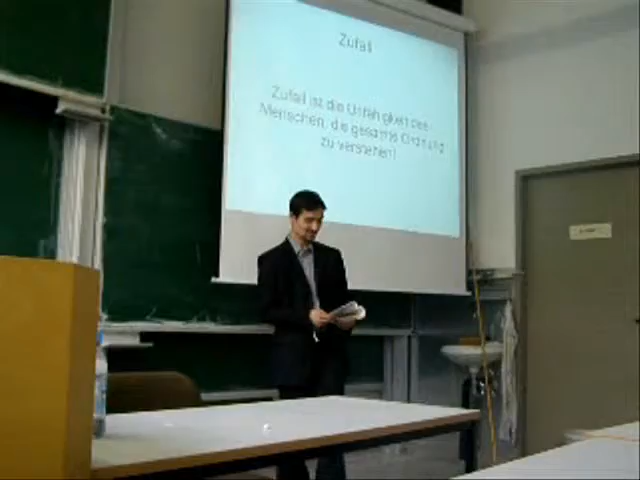 Zufall
Zufall ist die Unfähigkeit des
Menschen, die gesamte Ordnung
zu verstehen!